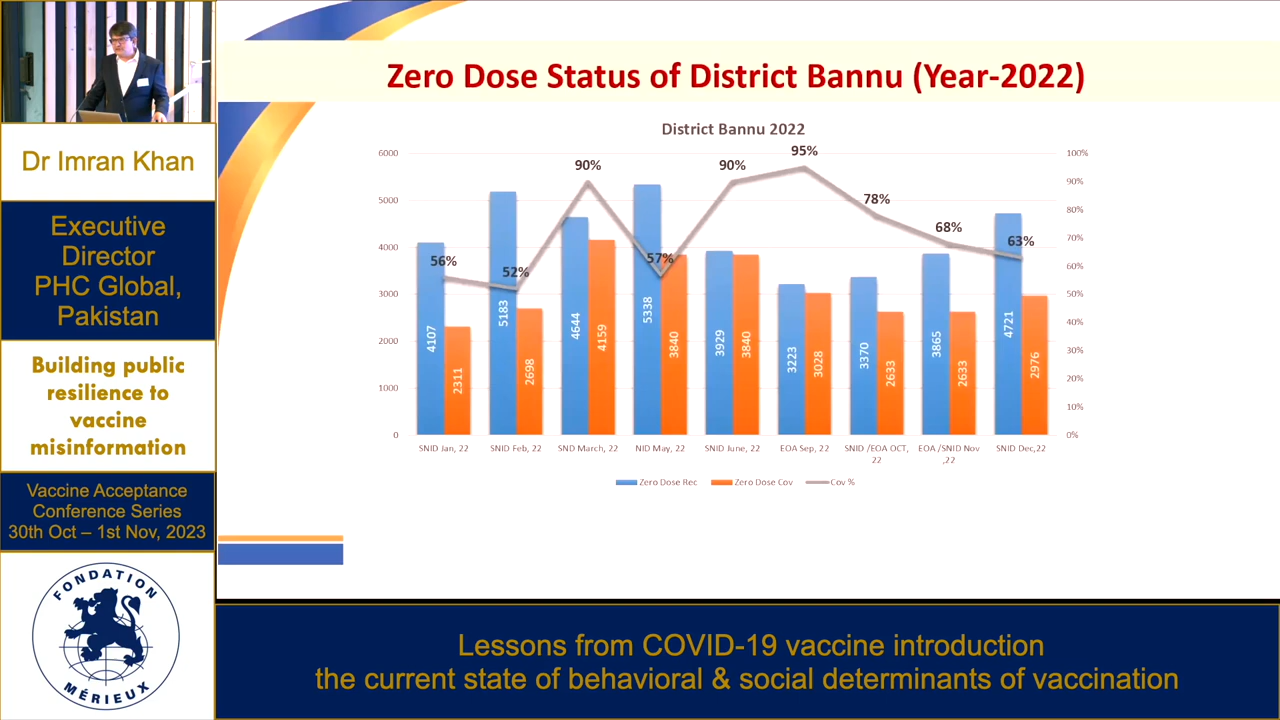 Dr Imran Khan
Executive
Director
PHC Global,
Pakistan
Building public
resilience to
vaccine
misinformation
Vaccine Acceptance
Conference Series
30th Oct – 1st Nov, 2023
FONDATION
MÉRIEUX
Zero Dose Status of District Bannu (Year-2022)
District Bannu 2022
6000
5000
4000
3000
2000
1000
0
100%
90%
80%
70%
60%
50%
40%
30%
20%
10%
0%
56%
52%
90%
57%
90%
95%
78%
68%
63%
4107
2311
5183
2698
4644
4159
5338
3840
3929
3840
3223
3028
3370
2633
3865
2633
4721
2976
SNID Jan, 22
SNID Feb, 22
SND March, 22
NID May, 22
SNID June, 22
EOA Sep, 22
SNID /EOA OCT,
22
EOA /SNID Nov
,22
SNID Dec,22
Zero Dose Rec
Zero Dose Cov
Cov %
Lessons from COVID-19 vaccine introduction
the current state of behavioral & social determinants of vaccination